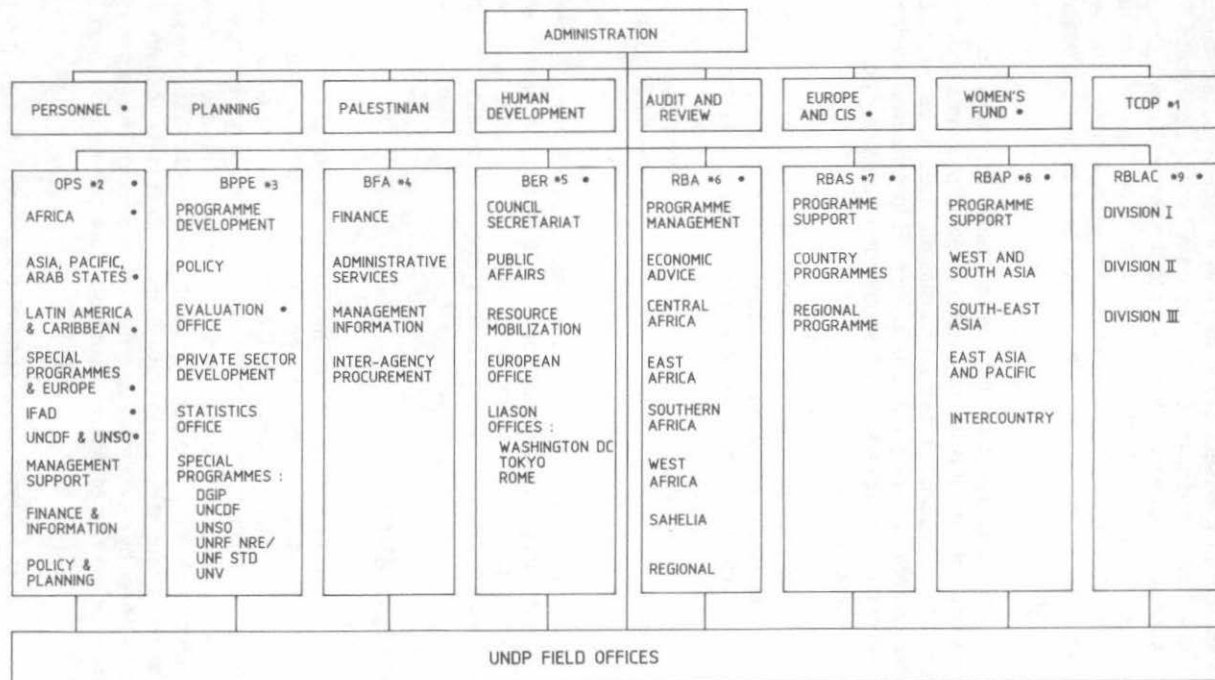 ADMINISTRATION
PERSONNEL •
PLANNING
PALESTINIAN
HUMAN
DEVELOPMENT
AUDIT AND
REVIEW
EUROPE
AND CIS •
WOMEN'S
FUND •
TCDP *1
OPS *2 •
AFRICA •
ASIA, PACIFIC,
ARAB STATES •
LATIN AMERICA
& CARIBBEAN •
SPECIAL
PROGRAMMES
& EUROPE •
IFAD •
UNCDF & UNSO •
MANAGEMENT
SUPPORT
FINANCE &
INFORMATION
POLICY &
PLANNING
BPPE *3
PROGRAMME
DEVELOPMENT
POLICY
EVALUATION •
OFFICE
PRIVATE SECTOR
DEVELOPMENT
STATISTICS
OFFICE
SPECIAL
PROGRAMMES :
DGIP
UNCDF
UNSO
UNRF NRE/
UNF STD
UNV
BFA *4
FINANCE
ADMINISTRATIVE
SERVICES
MANAGEMENT
INFORMATION
INTER-AGENCY
PROCUREMENT
BER *5 •
COUNCIL
SECRETARIAT
PUBLIC
AFFAIRS
RESOURCE
MOBILIZATION
EUROPEAN
OFFICE
LIASON
OFFICES :
WASHINGTON DC
TOKYO
ROME
RBA *6 •
PROGRAMME
MANAGEMENT
ECONOMIC
ADVICE
CENTRAL
AFRICA
EAST
AFRICA
SOUTHERN
AFRICA
WEST
AFRICA
SAHELIA
REGIONAL
RBAS *7 •
PROGRAMME
SUPPORT
COUNTRY
PROGRAMMES
REGIONAL
PROGRAMME
RBAP *8 •
PROGRAMME
SUPPORT
WEST AND
SOUTH ASIA
SOUTH-EAST
ASIA
EAST ASIA
AND PACIFIC
INTERCOUNTRY
RBLAC *9 •
DIVISION I
DIVISION II
DIVISION III
UNDP FIELD OFFICES